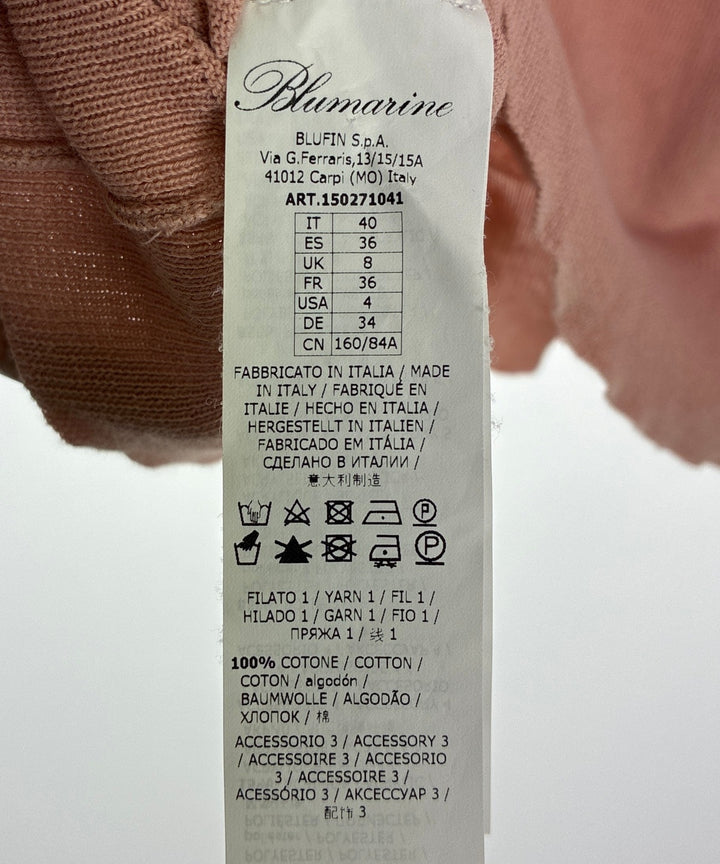 Blumarine
BLUFIN S.p.A.
Via G.Ferraris,13/15/15A
41012 Carpi (MO) Italy
ART.150271041
IT 40
ES 36
UK 8
FR 36
USA 4
DE 34
CN 160/84A
FABBRICATO IN ITALIA / MADE
IN ITALY / FABRIQUÉ EN
ITALIE / HECHO EN ITALIA /
HERGESTELLT IN ITALIEN /
FABRICADO EM ITÁLIA /
СДЕЛАНО В ИТАЛИИ /
意大利制造
P
P
FILATO 1 / YARN 1 / FIL 1 /
HILADO 1 / GARN 1 / FIO 1 /
ПРЯЖА 1 / 线 1
100% COTONE / COTTON /
COTON / algodón /
BAUMWOLLE / ALGODÃO /
ХЛОПОК / 棉
ACCESSORIO 3 / ACCESSORY 3
/ ACCESSOIRE 3 / ACCESORIO
3 / ACCESSOIRE 3 /
ACESSÓRIO 3 / АКСЕССУАР 3 /
配饰 3